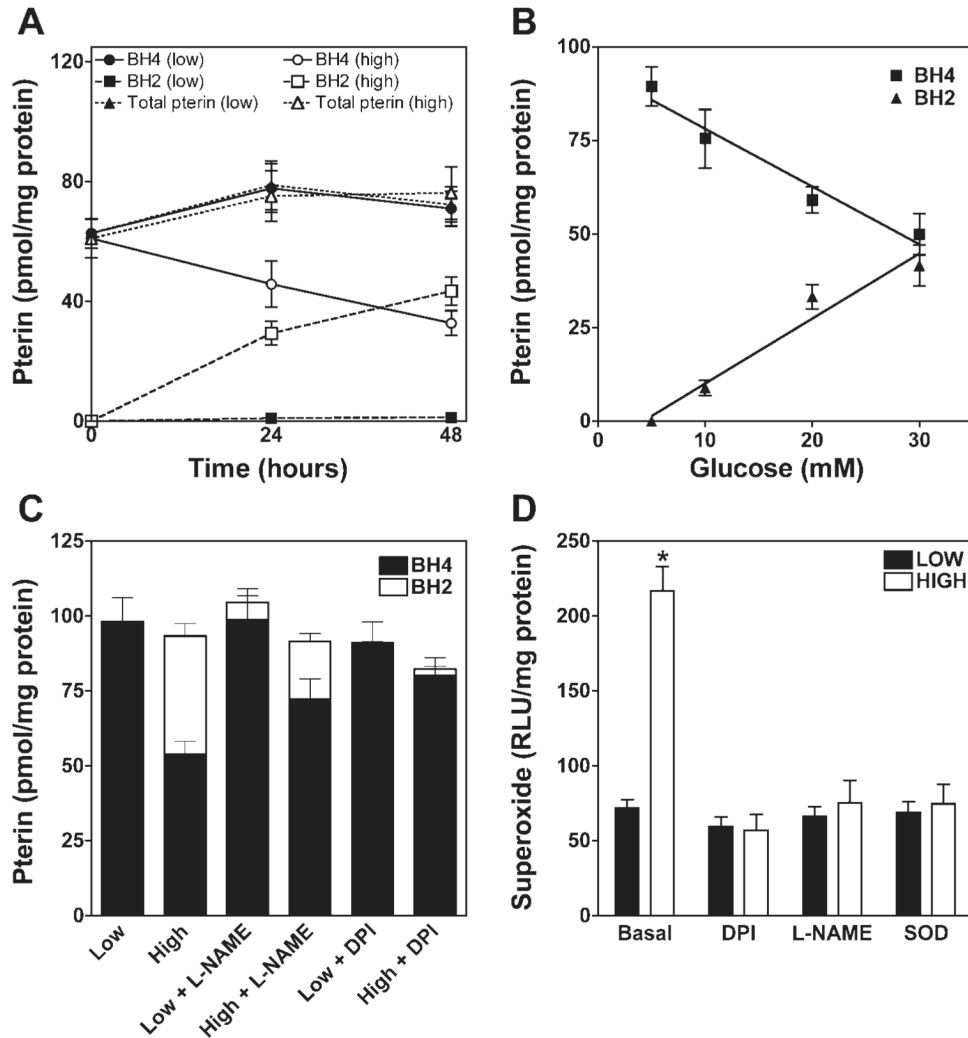 A
BH4 (low)
BH4 (high)
BH2 (low)
BH2 (high)
Total pterin (low)
Total pterin (high)
Pterin (pmol/mg protein)
120
80
40
0
0
24
48
Time (hours)
B
BH4
BH2
Pterin (pmol/mg protein)
100
75
50
25
0
0
10
20
30
Glucose (mM)
C
BH4
BH2
Pterin (pmol/mg protein)
125
100
75
50
25
0
Low
High
Low + L-NAME
High + L-NAME
Low + DPI
High + DPI
D
LOW
HIGH
*
Superoxide (RLU/mg protein)
250
200
150
100
50
0
Basal
DPI
L-NAME
SOD